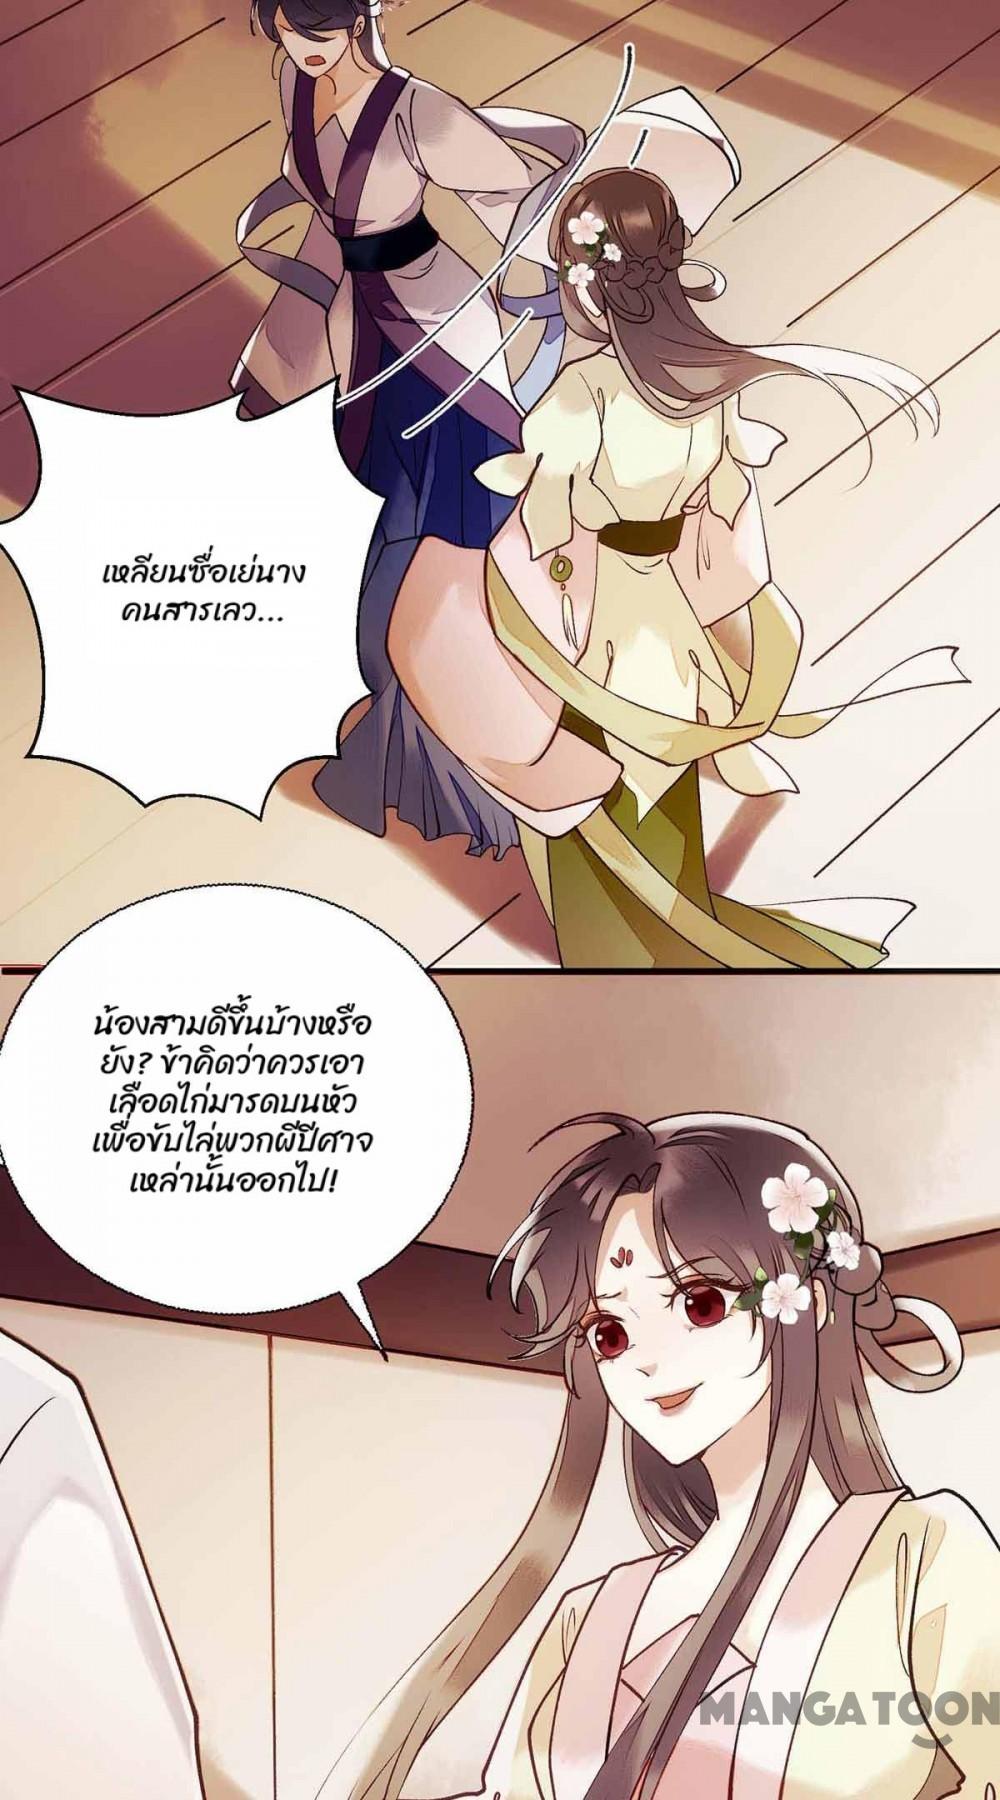 เหลียนซื่อเย่นาง
คนสารเลว...
น้องสามดีขึ้นบ้างหรือ
ยัง? ข้าคิดว่าควรเอา
เลือดไก่มารดบนหัว
เพื่อขับไล่พวกผีปีศาจ
เหล่านั้นออกไป!
MANGATOON